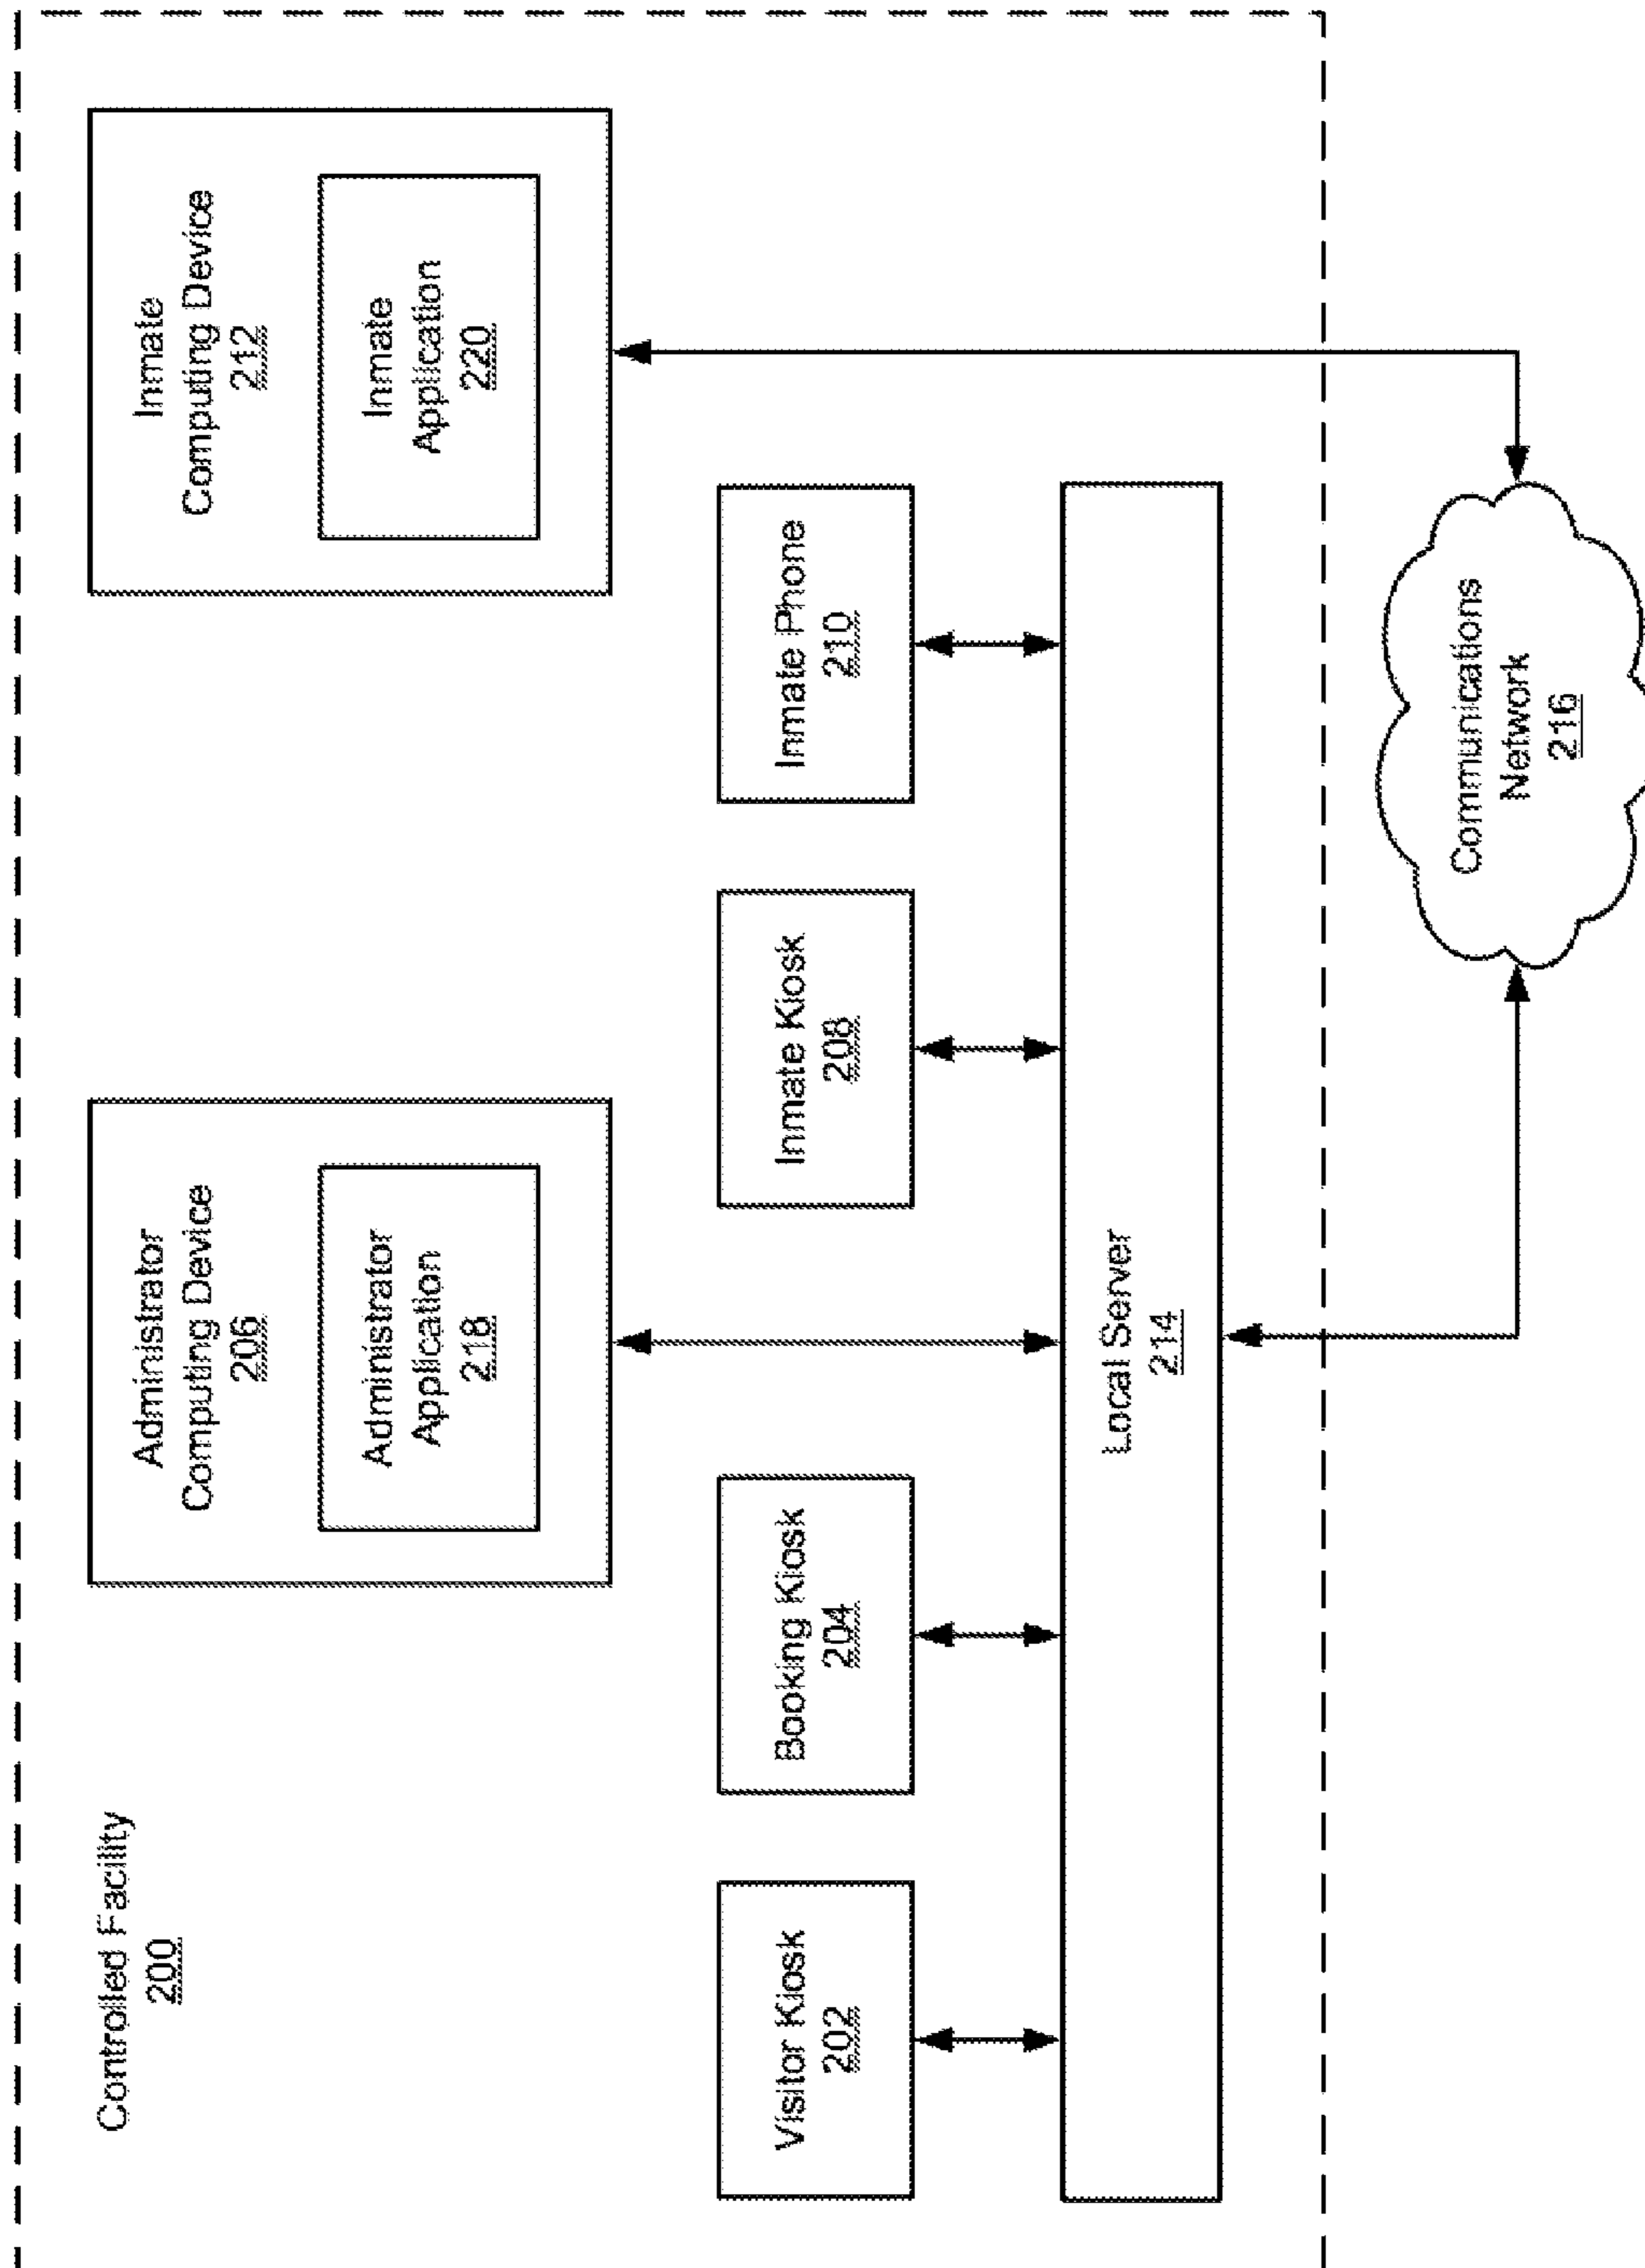 Controlled Facility
200
Administrator
Computing Device
206
Administrator
Application
218
Inmate
Computing Device
212
Inmate
Application
220
Visitor Kiosk
202
Booking Kiosk
204
Inmate Kiosk
208
Inmate Phone
210
Local Server
214
Communications
Network
216